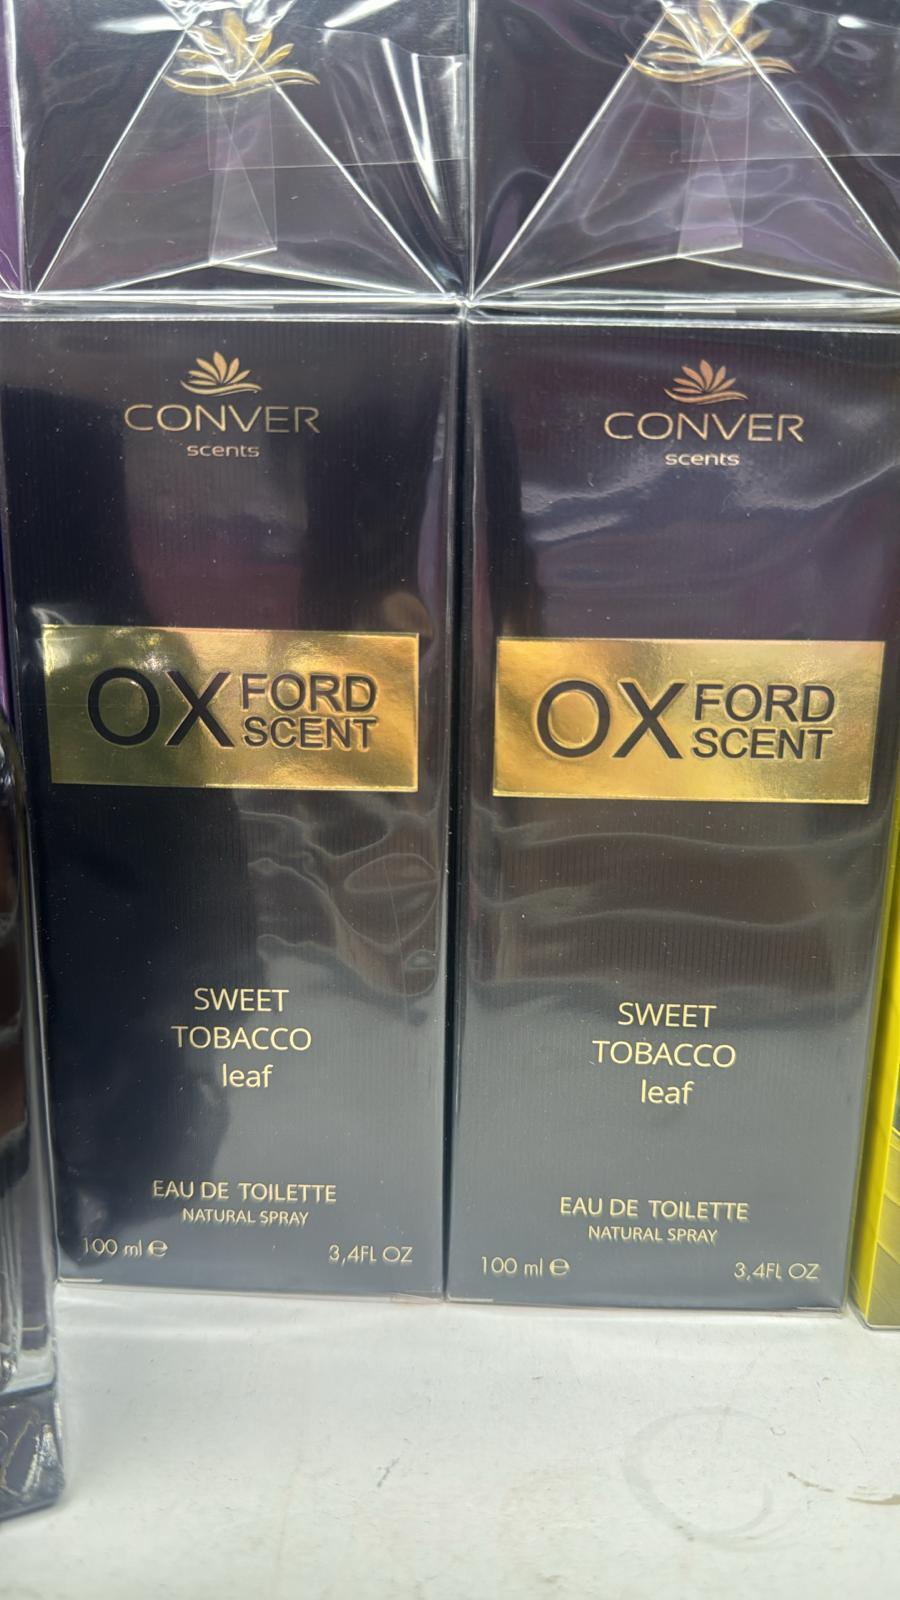 CONVER
scents
OX FORD
SCENT
SWEET
TOBACCO
leaf
EAU DE TOILETTE
NATURAL SPRAY
100 ml ℮ 3,4FL OZ
CONVER
scents
OX FORD
SCENT
SWEET
TOBACCO
leaf
EAU DE TOILETTE
NATURAL SPRAY
100 ml ℮ 3,4FL OZ